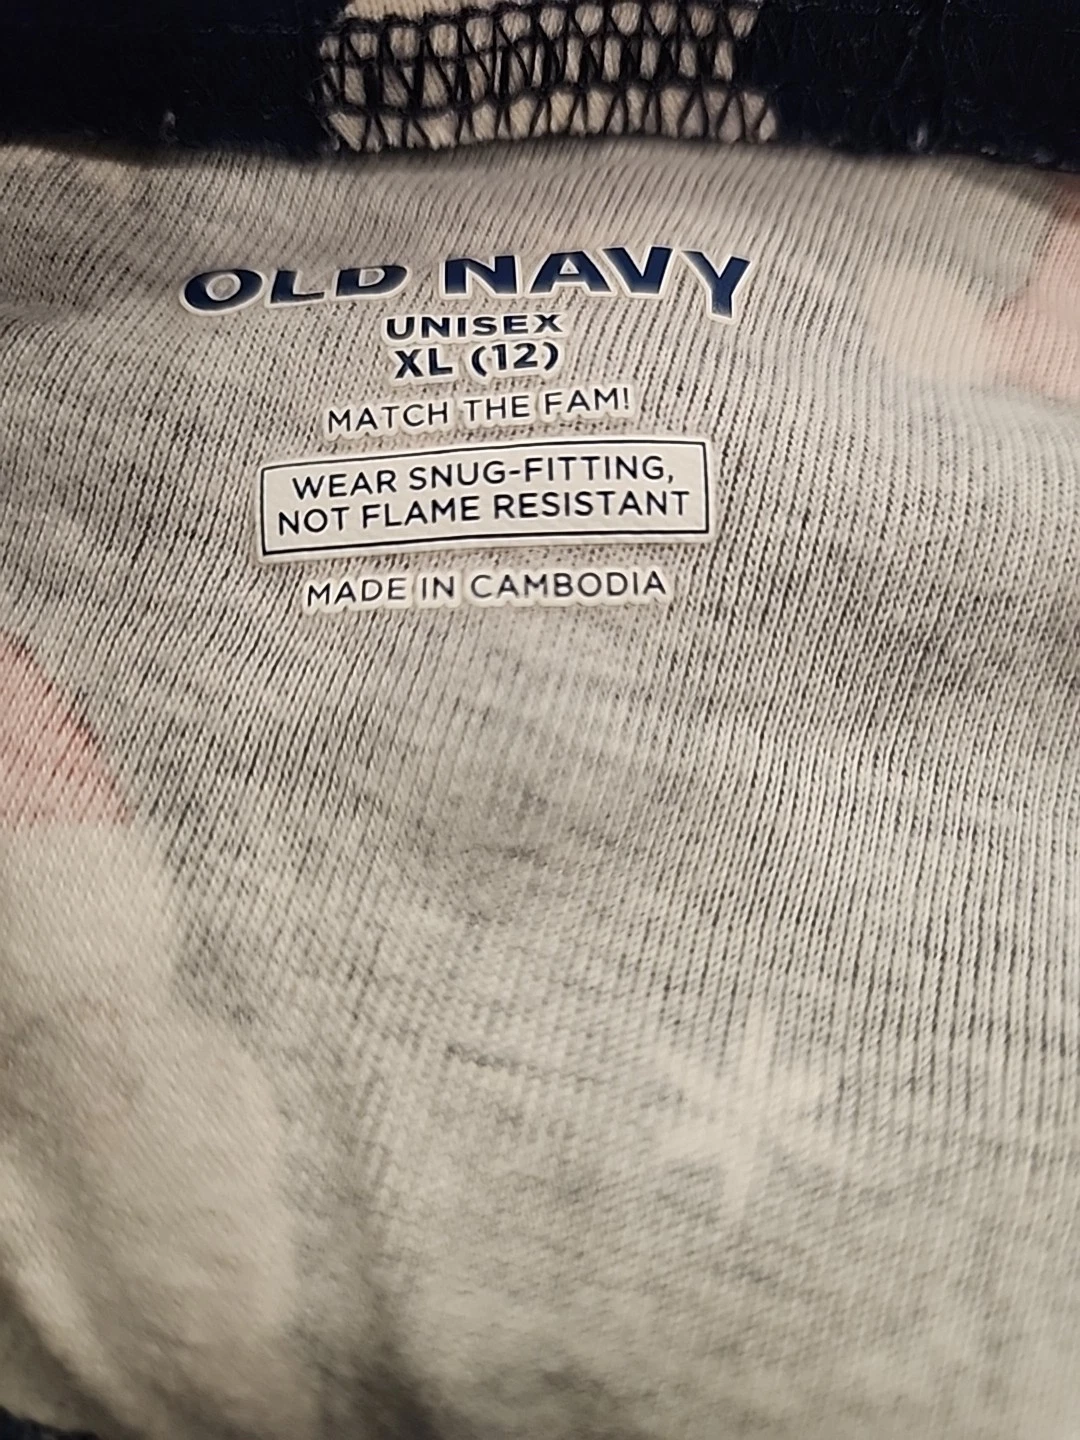 OLD NAVY
UNISEX
XL (12)
MATCH THE FAM!
WEAR SNUG-FITTING,
NOT FLAME RESISTANT
MADE IN CAMBODIA